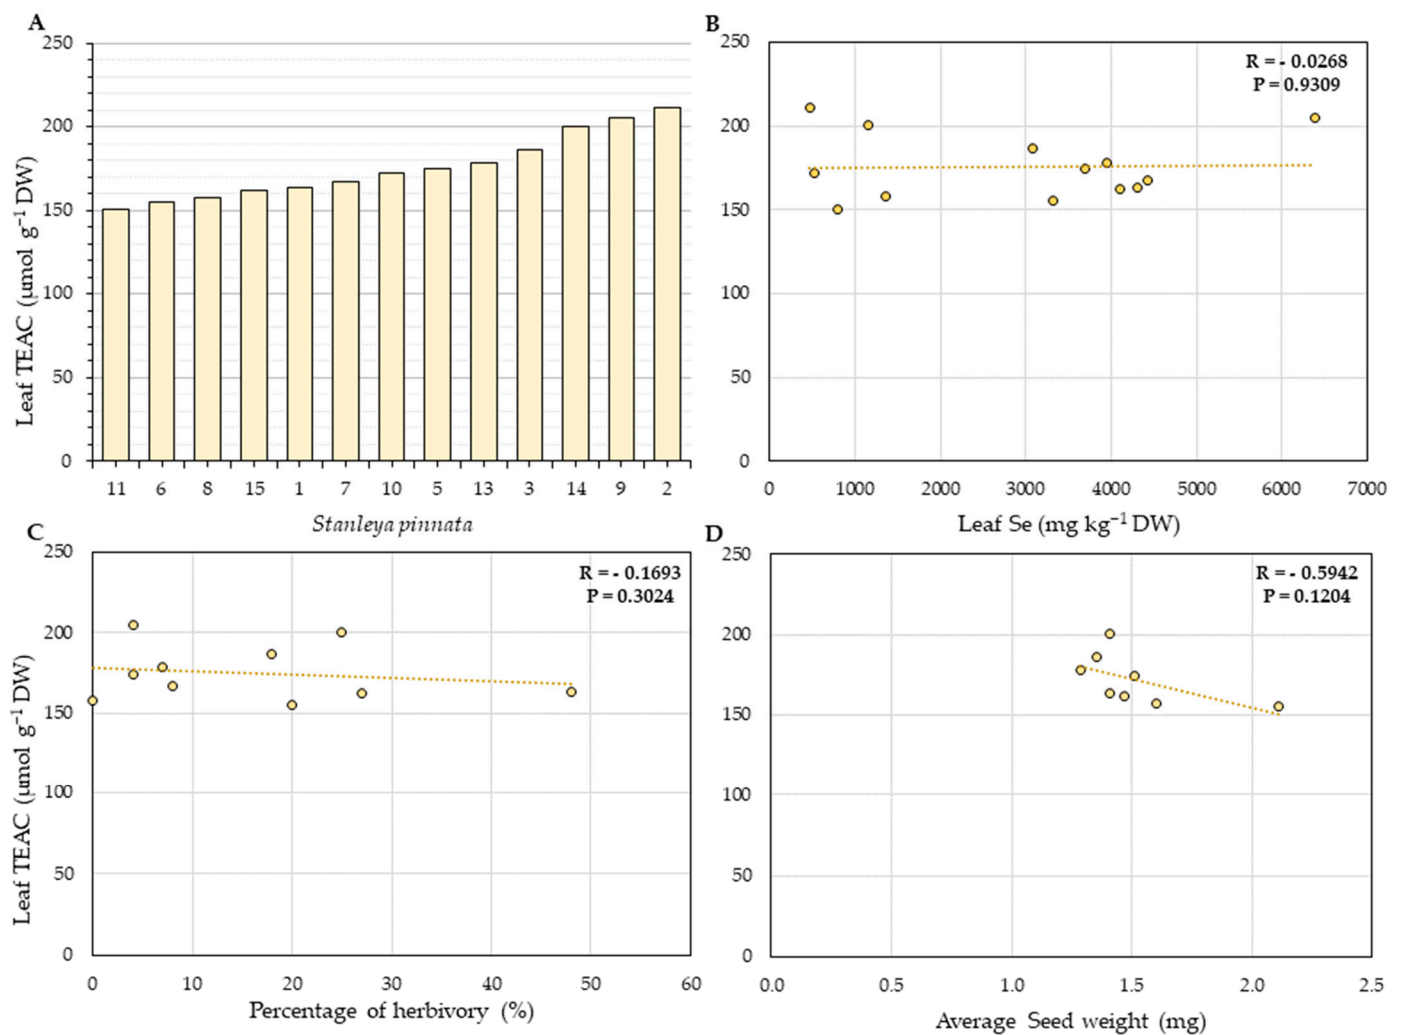 A
250
200
150
100
50
0
Leaf TEAC (µmol g⁻¹ DW)
11 6 8 15 1 7 10 5 13 3 14 9 2
Stanleya pinnata
B
R = - 0.0268
P = 0.9309
250
200
150
100
50
0
0 1000 2000 3000 4000 5000 6000 7000
Leaf Se (mg kg⁻¹ DW)
C
R = - 0.1693
P = 0.3024
250
200
150
100
50
0
Leaf TEAC (µmol g⁻¹ DW)
0 10 20 30 40 50 60
Percentage of herbivory (%)
D
R = - 0.5942
P = 0.1204
250
200
150
100
50
0
0.0 0.5 1.0 1.5 2.0 2.5
Average Seed weight (mg)